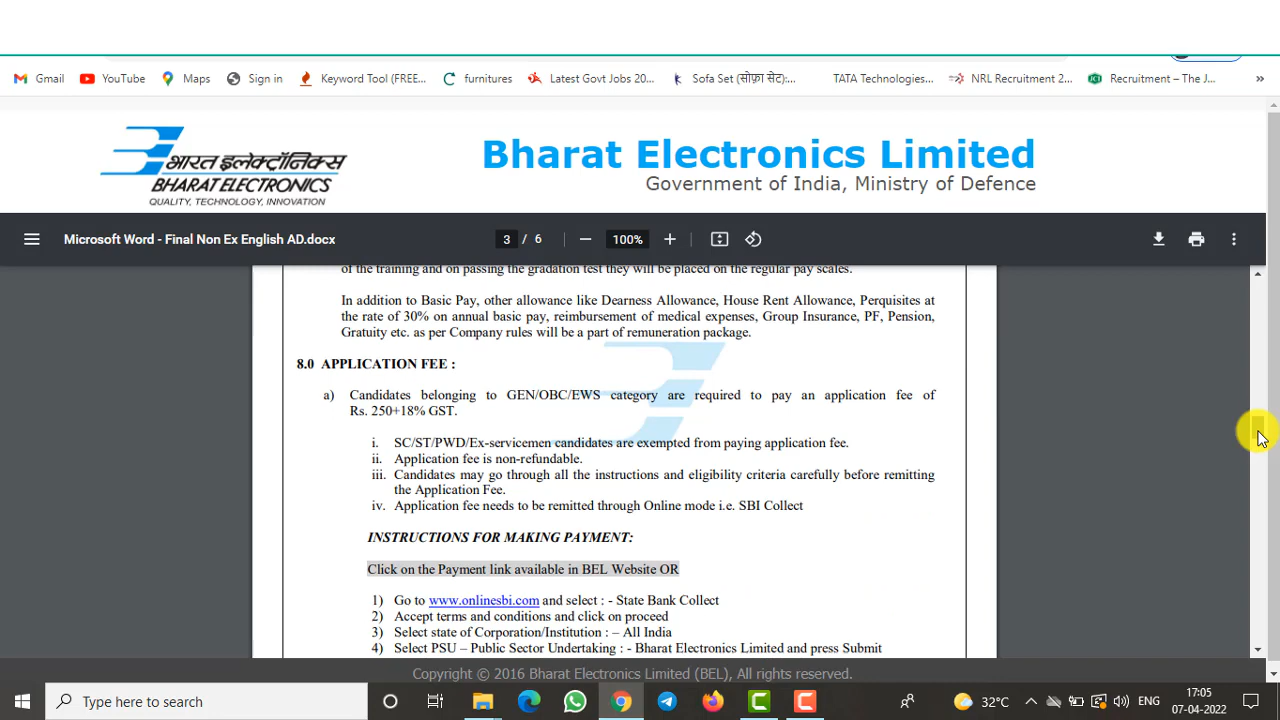 Gmail YouTube Maps Sign in Keyword Tool (FREE... furnitures Latest Govt Jobs 20... Sofa Set (सोफ़ा सेट):... TATA Technologies... NRL Recruitment 2... Recruitment – The J... »
भारत इलेक्ट्रॉनिक्स
BHARAT ELECTRONICS
QUALITY, TECHNOLOGY, INNOVATION
Bharat Electronics Limited
Government of India, Ministry of Defence
Microsoft Word - Final Non Ex English AD.docx 3 / 6 100%
of the training and on passing the gradation test they will be placed on the regular pay scales.
In addition to Basic Pay, other allowance like Dearness Allowance, House Rent Allowance, Perquisites at
the rate of 30% on annual basic pay, reimbursement of medical expenses, Group Insurance, PF, Pension,
Gratuity etc. as per Company rules will be a part of remuneration package.
8.0 APPLICATION FEE :
a) Candidates belonging to GEN/OBC/EWS category are required to pay an application fee of
Rs. 250+18% GST.
i. SC/ST/PWD/Ex-servicemen candidates are exempted from paying application fee.
ii. Application fee is non-refundable.
iii. Candidates may go through all the instructions and eligibility criteria carefully before remitting
the Application Fee.
iv. Application fee needs to be remitted through Online mode i.e. SBI Collect
INSTRUCTIONS FOR MAKING PAYMENT:
Click on the Payment link available in BEL Website OR
1) Go to www.onlinesbi.com and select : - State Bank Collect
2) Accept terms and conditions and click on proceed
3) Select state of Corporation/Institution : – All India
4) Select PSU – Public Sector Undertaking : - Bharat Electronics Limited and press Submit
Copyright © 2016 Bharat Electronics Limited (BEL), All rights reserved.
Type here to search 32°C ENG 17:05
07-04-2022